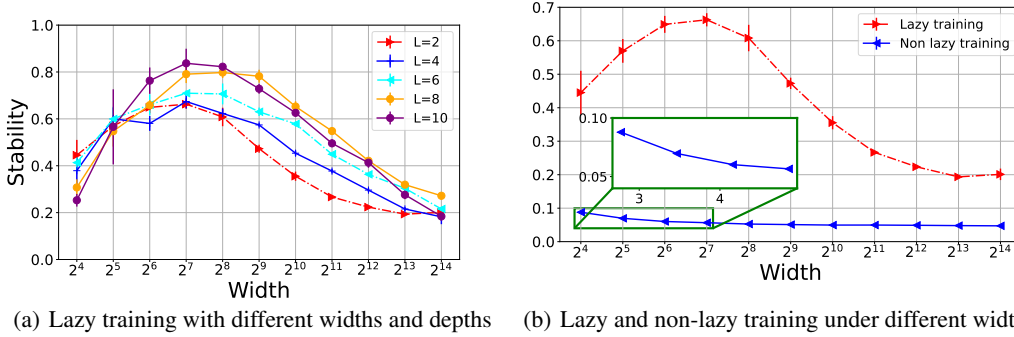 1.0
0.8
0.6
0.4
0.2
0.0
Stability
L=2
L=4
L=6
L=8
L=10
2^4 2^5 2^6 2^7 2^8 2^9 2^10 2^11 2^12 2^13 2^14
Width
(a) Lazy training with different widths and depths
0.7
0.6
0.5
0.4
0.3
0.2
0.1
0.0
Lazy training
Non lazy training
0.10
0.05
3 4
2^4 2^5 2^6 2^7 2^8 2^9 2^10 2^11 2^12 2^13 2^14
Width
(b) Lazy and non-lazy training under different widt